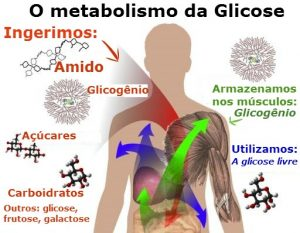 O metabolismo da Glicose
Ingerimos:
Amido
Glicogênio
Açúcares
Carboidratos
Outros: glicose,
frutose, galactose
Armazenamos
nos músculos:
Glicogênio
Utilizamos:
A glicose livre